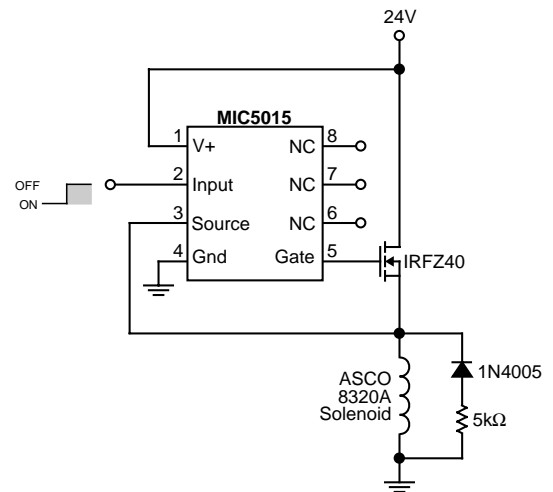 24V
MIC5015
1 V+ NC 8
2 Input NC 7
3 Source NC 6
4 Gnd Gate 5
OFF
ON
IRFZ40
ASCO
8320A
Solenoid
1N4005
5kΩ